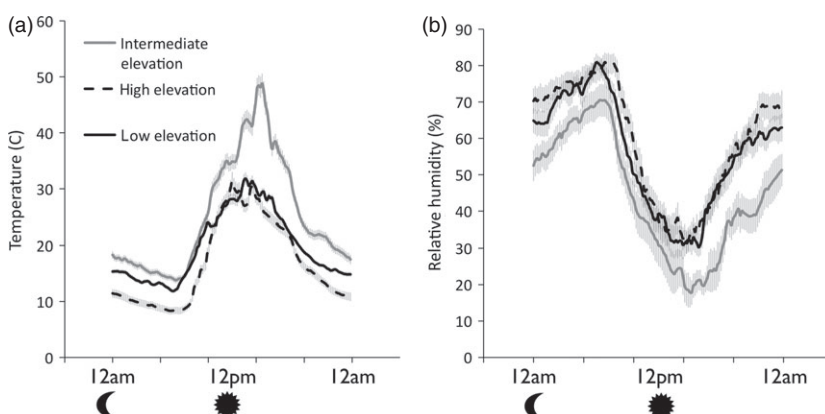 (a)
Temperature (C)
60
50
40
30
20
10
0
Intermediate
elevation
High elevation
Low elevation
12am
12pm
12am
(b)
Relative humidity (%)
90
80
70
60
50
40
30
20
10
0
12am
12pm
12am